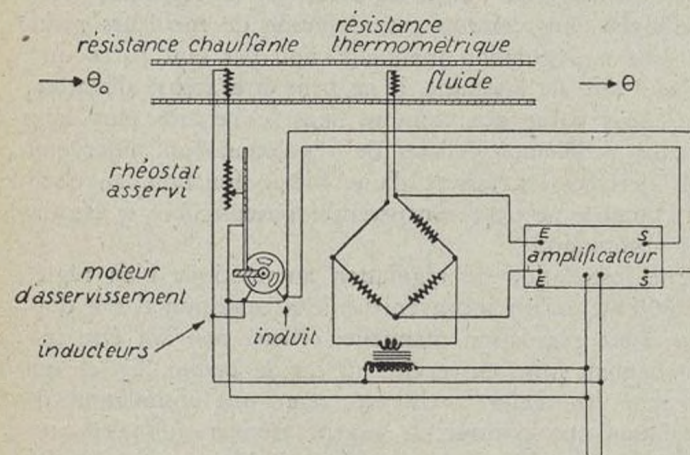 résistance chauffante
résistance
thermométrique
θ₀
fluide
θ
rhéostat
asservi
E
S
amplificateur
E
S
moteur
d'asservissement
inducteurs
induit